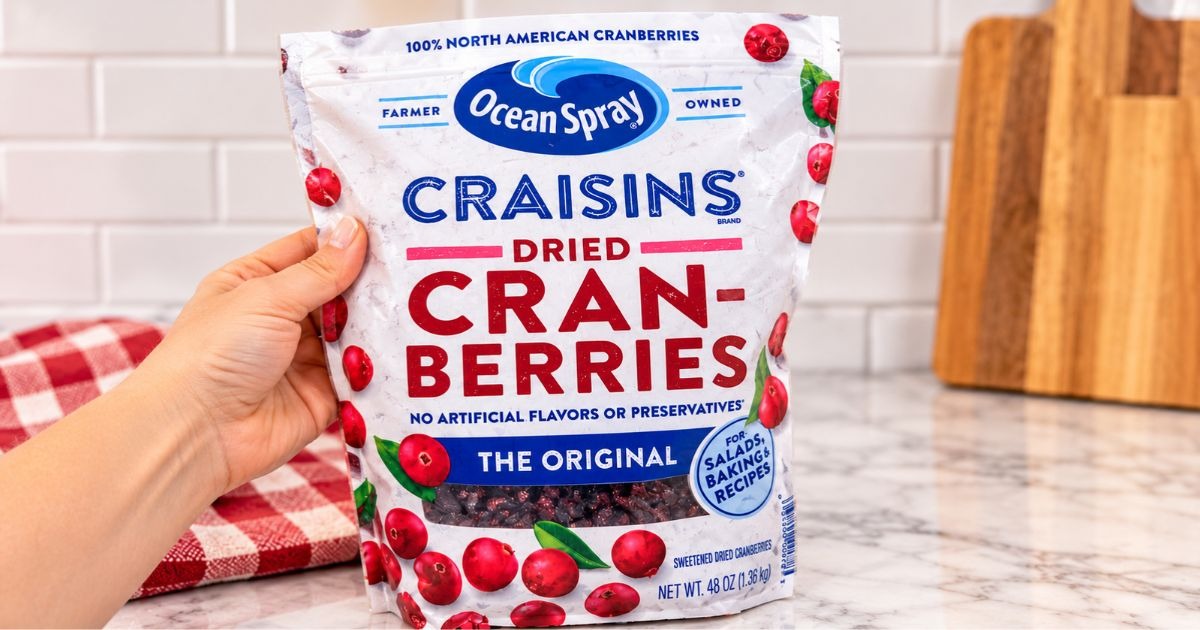 100% NORTH AMERICAN CRANBERRIES
FARMER
Ocean Spray®
OWNED
CRAISINS®
BRAND
DRIED
CRAN-
BERRIES
NO ARTIFICIAL FLAVORS OR PRESERVATIVES*
THE ORIGINAL
FOR
SALADS,
BAKING &
RECIPES
SWEETENED DRIED CRANBERRIES
NET WT. 48 OZ (1.36 kg)